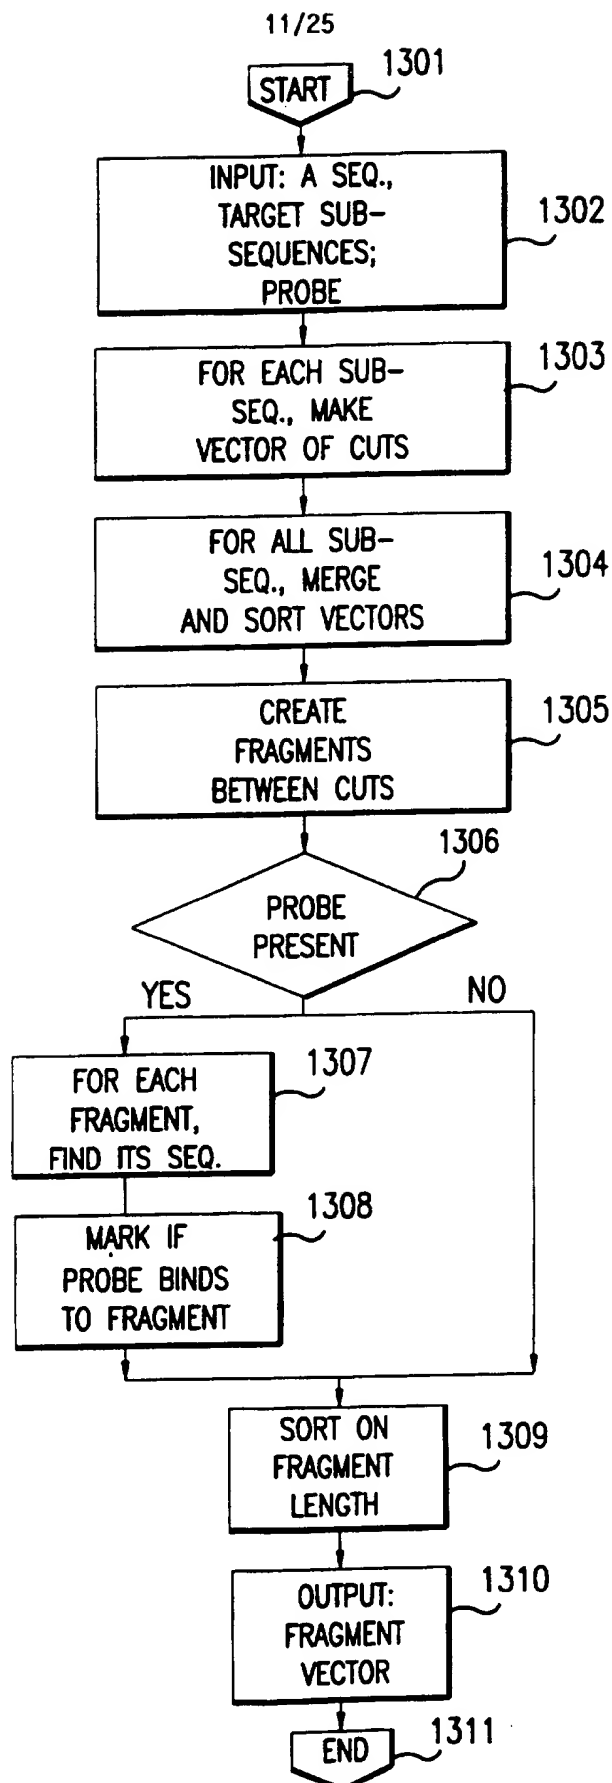 11/25
1301
START
INPUT: A SEQ.,
TARGET SUB-
SEQUENCES;
PROBE
1302
FOR EACH SUB-
SEQ., MAKE
VECTOR OF CUTS
1303
FOR ALL SUB-
SEQ., MERGE
AND SORT VECTORS
1304
CREATE
FRAGMENTS
BETWEEN CUTS
1305
1306
PROBE
PRESENT
YES
NO
FOR EACH
FRAGMENT,
FIND ITS SEQ.
1307
MARK IF
PROBE BINDS
TO FRAGMENT
1308
SORT ON
FRAGMENT
LENGTH
1309
OUTPUT:
FRAGMENT
VECTOR
1310
END
1311